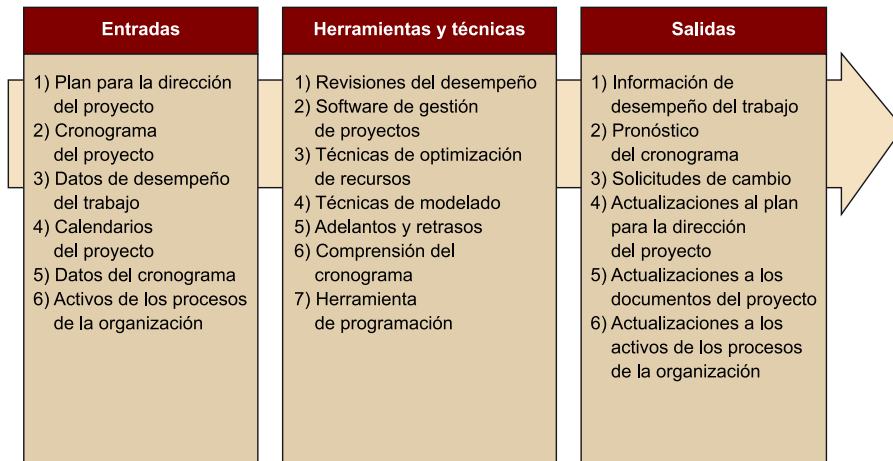 Entradas
1) Plan para la dirección
del proyecto
2) Cronograma
del proyecto
3) Datos de desempeño
del trabajo
4) Calendarios
del proyecto
5) Datos del cronograma
6) Activos de los procesos
de la organización
Herramientas y técnicas
1) Revisiones del desempeño
2) Software de gestión
de proyectos
3) Técnicas de optimización
de recursos
4) Técnicas de modelado
5) Adelantos y retrasos
6) Comprensión del
cronograma
7) Herramienta
de programación
Salidas
1) Información de
desempeño del trabajo
2) Pronóstico
del cronograma
3) Solicitudes de cambio
4) Actualizaciones al plan
para la dirección
del proyecto
5) Actualizaciones a los
documentos del proyecto
6) Actualizaciones a los
activos de los procesos
de la organización